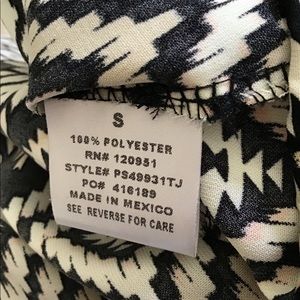 S
100% POLYESTER
RN# 120951
STYLE# PS49931TJ
PO# 416189
MADE IN MEXICO
SEE REVERSE FOR CARE